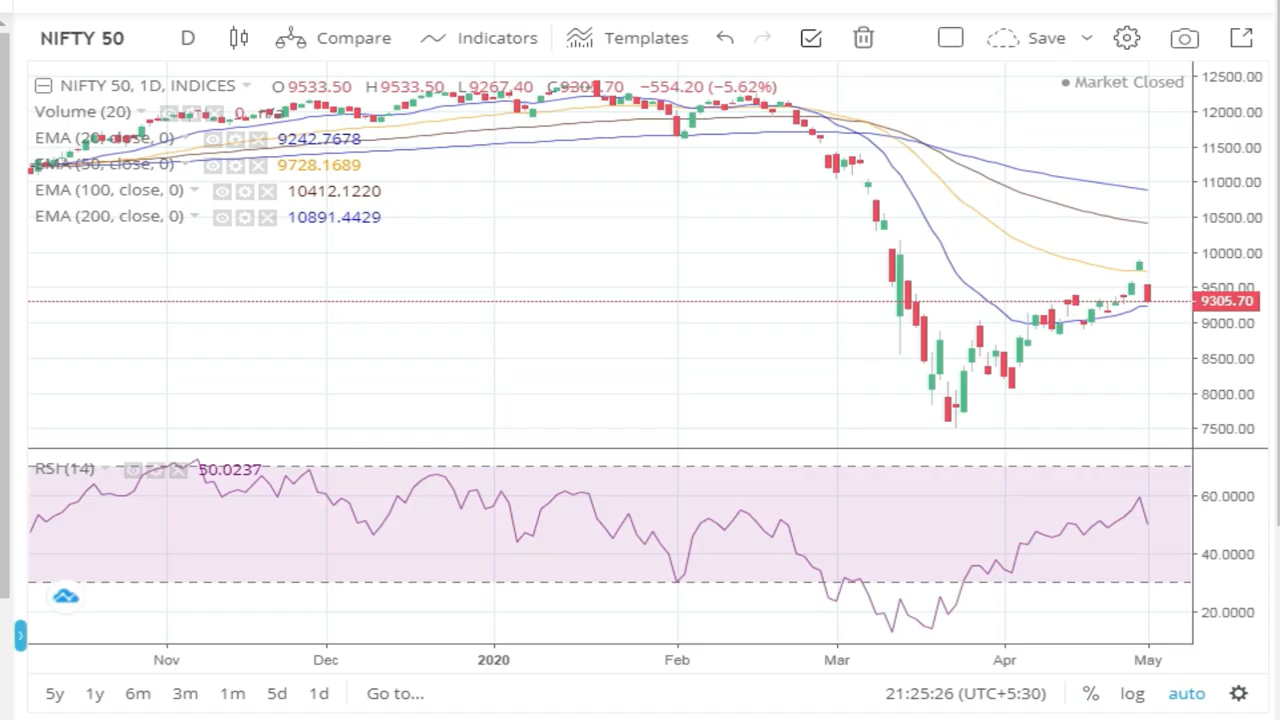 NIFTY 50 D Compare Indicators Templates Save
NIFTY 50, 1D, INDICES O9533.50 H9533.50 L9267.40 C9305.70 −554.20 (−5.62%)
Market Closed
Volume (20) 0
EMA (20, close, 0) 9242.7678
EMA (50, close, 0) 9728.1689
EMA (100, close, 0) 10412.1220
EMA (200, close, 0) 10891.4429
12500.00
12000.00
11500.00
11000.00
10500.00
10000.00
9500.00
9305.70
9000.00
8500.00
8000.00
7500.00
RSI (14) 50.0237
60.0000
40.0000
20.0000
Nov Dec 2020 Feb Mar Apr May
5y 1y 6m 3m 1m 5d 1d Go to... 21:25:26 (UTC+5:30) % log auto